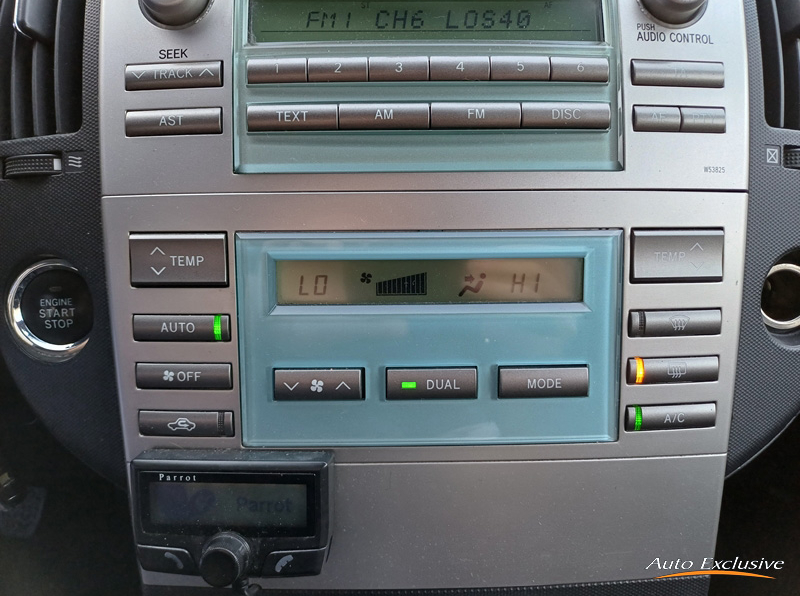 FM1 CH6 LOS40
SEEK
TRACK
AST
1 2 3 4 5 6
TEXT AM FM DISC
PUSH
AUDIO CONTROL
AF
W53825
TEMP
TEMP
LO HI
ENGINE
START
STOP
AUTO
OFF
DUAL
MODE
A/C
Parrot
Parrot
Auto Exclusive